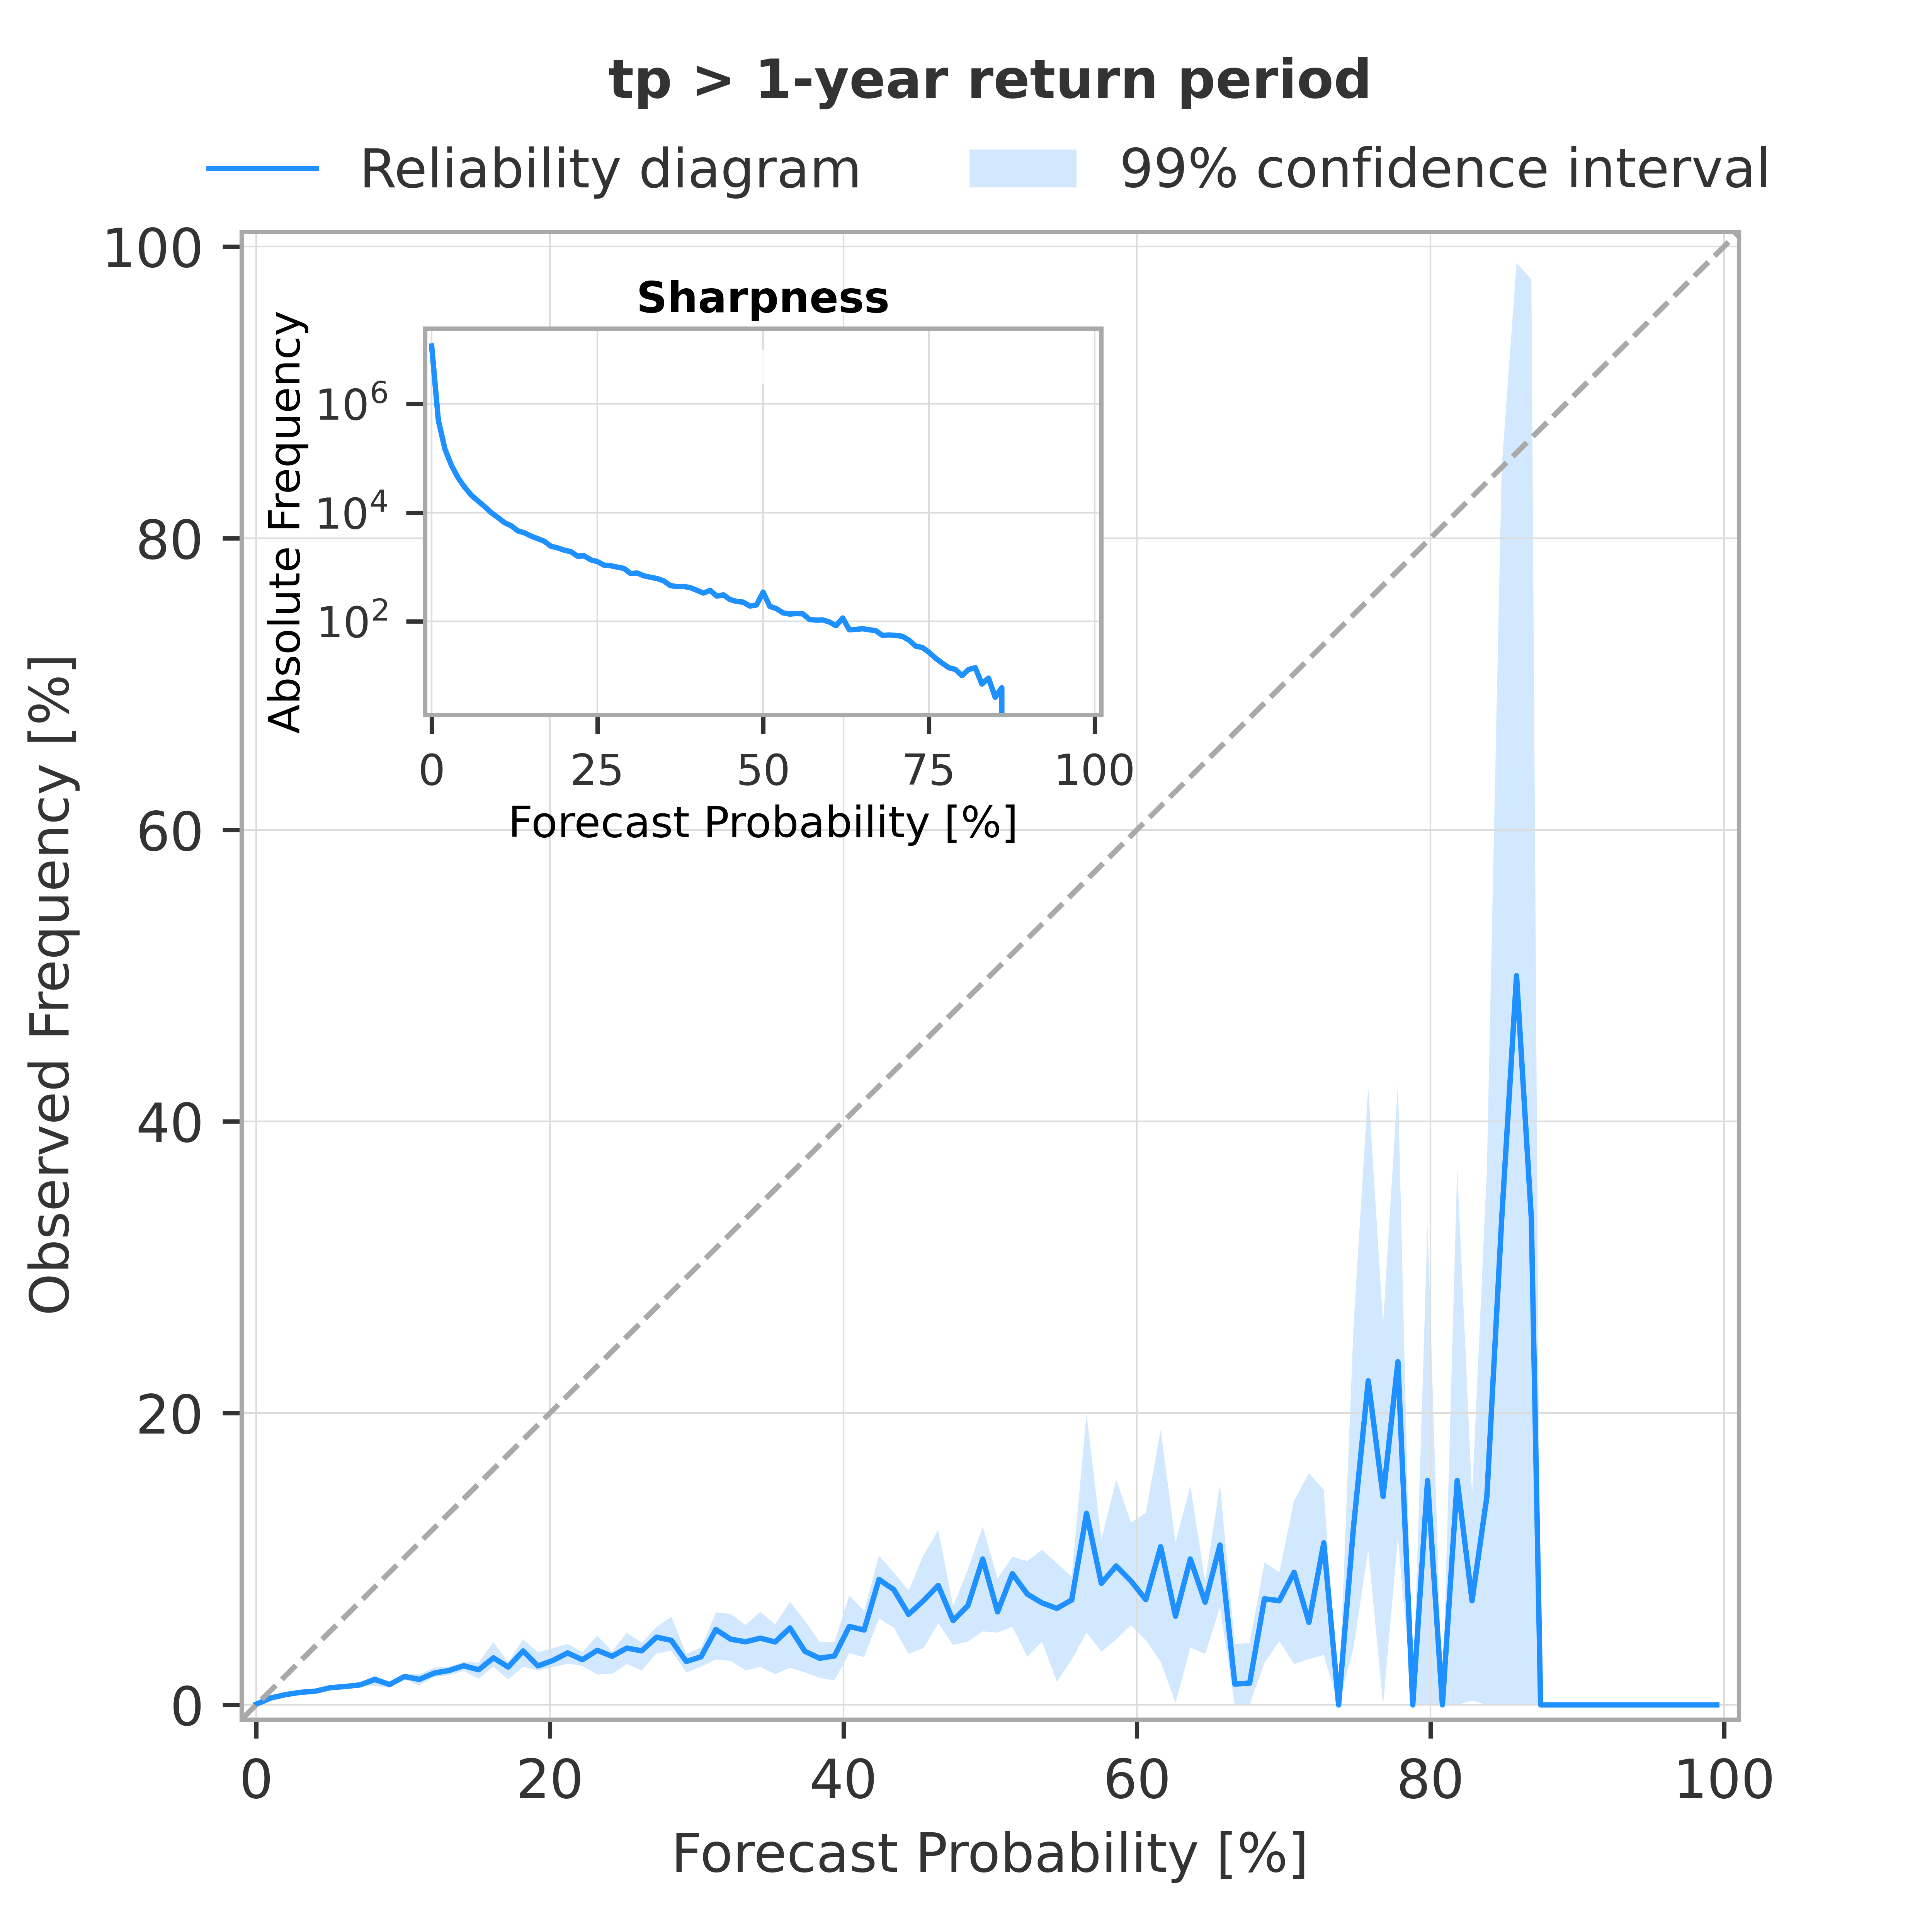 tp > 1-year return period
Reliability diagram
99% confidence interval
100
80
60
40
20
0
Observed Frequency [%]
Sharpness
Absolute Frequency
10^6
10^4
10^2
0 25 50 75 100
Forecast Probability [%]
0 20 40 60 80 100
Forecast Probability [%]